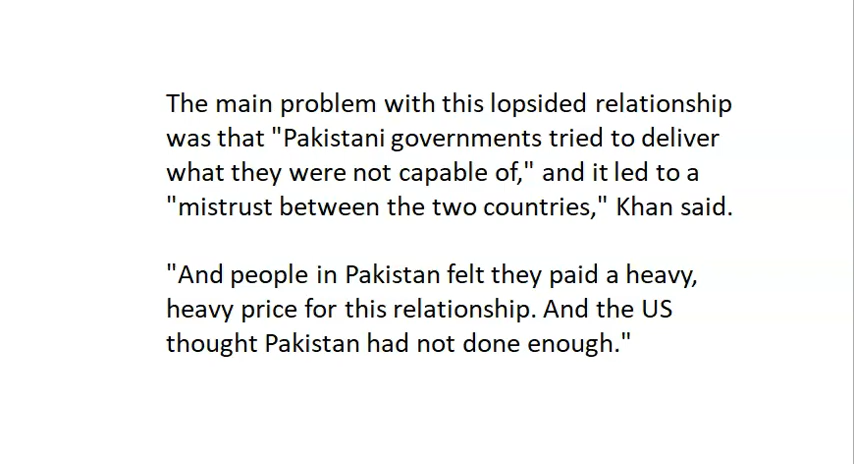 The main problem with this lopsided relationship
was that "Pakistani governments tried to deliver
what they were not capable of," and it led to a
"mistrust between the two countries," Khan said.
"And people in Pakistan felt they paid a heavy,
heavy price for this relationship. And the US
thought Pakistan had not done enough."